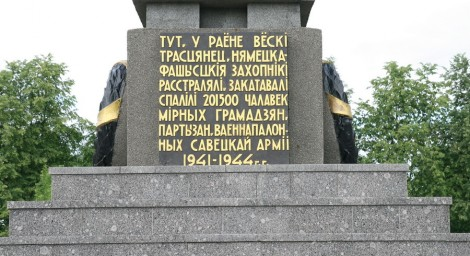 ТУТ, У РАЁНЕ ВЁСКІ
ТРАСЦЯНЕЦ, НЯМЕЦКА-
ФАШЫСЦКІЯ ЗАХОПНІКІ
РАССТРАЛЯЛІ, ЗАКАТАВАЛІ
СПАЛІЛІ 201500 ЧАЛАВЕК
МІРНЫХ ГРАМАДЗЯН,
ПАРТЫЗАН, ВАЕННАПАЛОН-
НЫХ САВЕЦКАЙ АРМІІ
1941-1944 г.г.